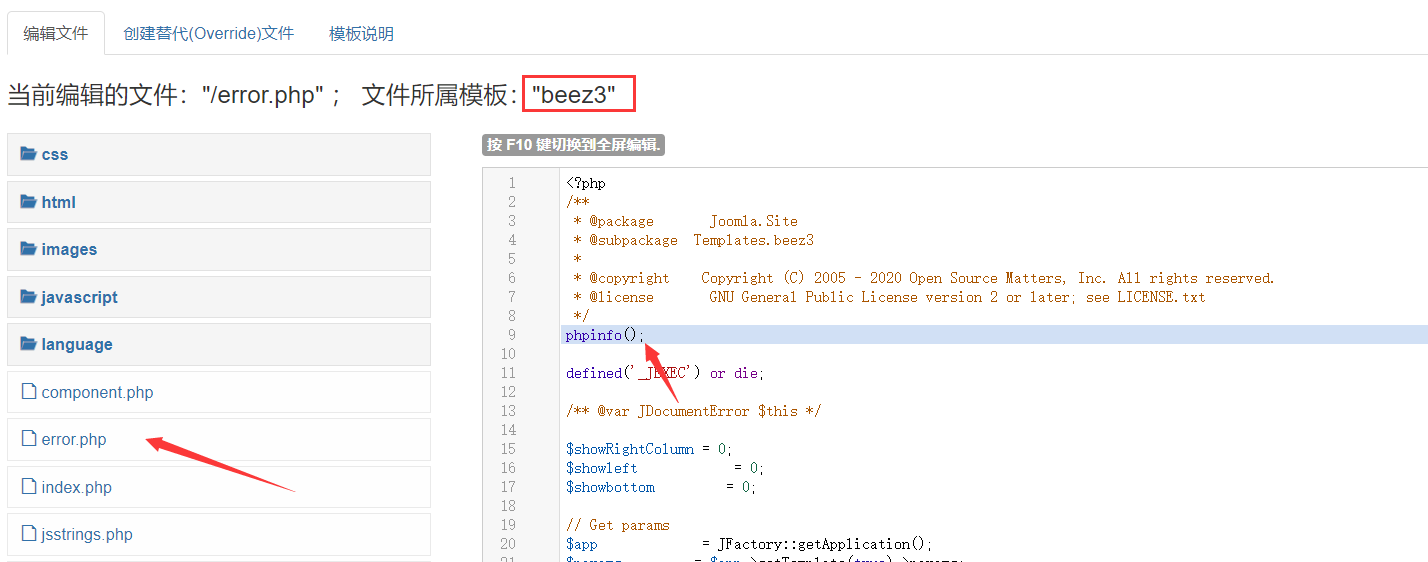 编辑文件 创建替代(Override)文件 模板说明
当前编辑的文件："/error.php" ； 文件所属模板："beez3"
css
html
images
javascript
language
component.php
error.php
index.php
jsstrings.php
按 F10 键切换到全屏编辑.
1 <?php
2 /**
3 * @package Joomla.Site
4 * @subpackage Templates.beez3
5 *
6 * @copyright Copyright (C) 2005 - 2020 Open Source Matters, Inc. All rights reserved.
7 * @license GNU General Public License version 2 or later; see LICENSE.txt
8 */
9 phpinfo();
10
11 defined('_JEXEC') or die;
12
13 /** @var JDocumentError $this */
14
15 $showRightColumn = 0;
16 $showleft = 0;
17 $showbottom = 0;
18
19 // Get params
20 $app = JFactory::getApplication();